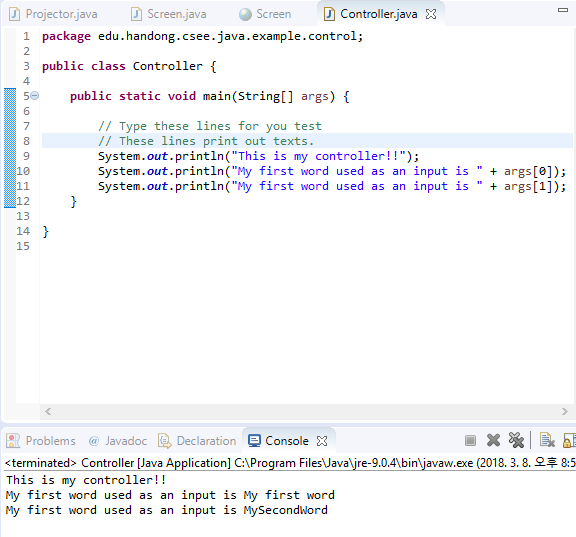 Projector.java Screen.java Screen Controller.java
1 package edu.handong.csee.java.example.control;
2
3 public class Controller {
4
5 public static void main(String[] args) {
6
7 // Type these lines for you test
8 // These lines print out texts.
9 System.out.println("This is my controller!!");
10 System.out.println("My first word used as an input is " + args[0]);
11 System.out.println("My first word used as an input is " + args[1]);
12 }
13
14 }
15
Problems Javadoc Declaration Console
<terminated> Controller [Java Application] C:\Program Files\Java\jre-9.0.4\bin\javaw.exe (2018. 3. 8. 오후 8:5
This is my controller!!
My first word used as an input is My first word
My first word used as an input is MySecondWord